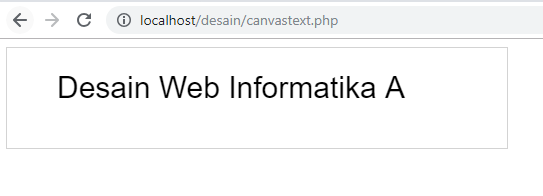 localhost/desain/canvastext.php
Desain Web Informatika A